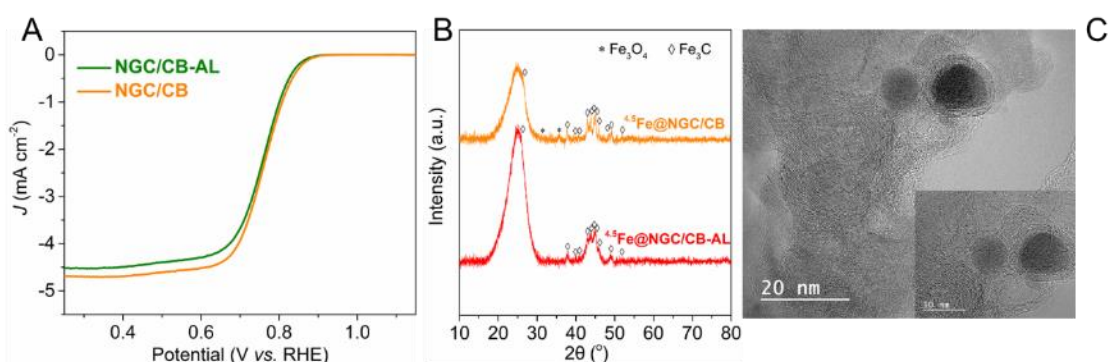 A
NGC/CB-AL
NGC/CB
J (mA cm⁻²)
0
-1
-2
-3
-4
-5
0.4 0.6 0.8 1.0
Potential (V vs. RHE)
B
* Fe₃O₄ ◊ Fe₃C
⁴·⁵Fe@NGC/CB
⁴·⁵Fe@NGC/CB-AL
Intensity (a.u.)
10 20 30 40 50 60 70 80
2θ (°)
C
20 nm
10 nm